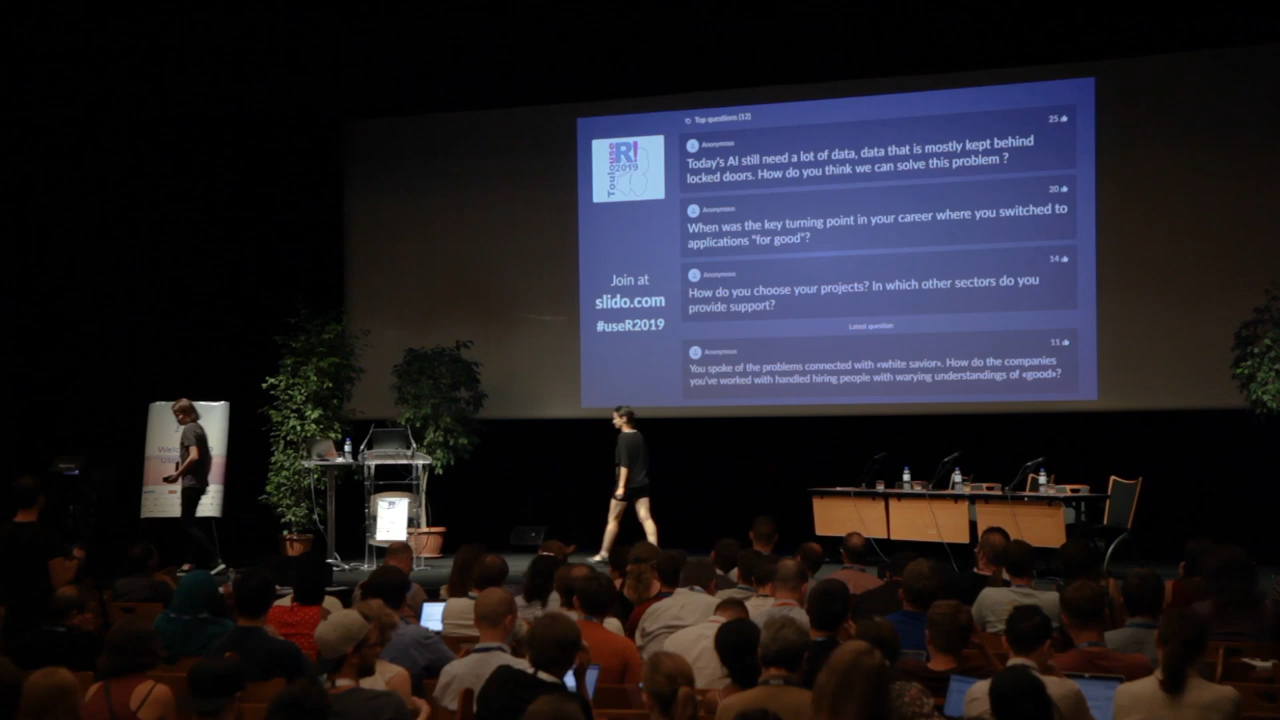 Top questions (12)
25
Anonymous
Today's AI still need a lot of data, data that is mostly kept behind
locked doors. How do you think we can solve this problem ?
20
Anonymous
When was the key turning point in your career where you switched to
applications "for good"?
14
Anonymous
How do you choose your projects? In which other sectors do you
provide support?
Latest question
11
Anonymous
You spoke of the problems connected with «white savior». How do the companies
you've worked with handled hiring people with warying understandings of «good»?
Toulouse
R!
2019
Join at
slido.com
#useR2019